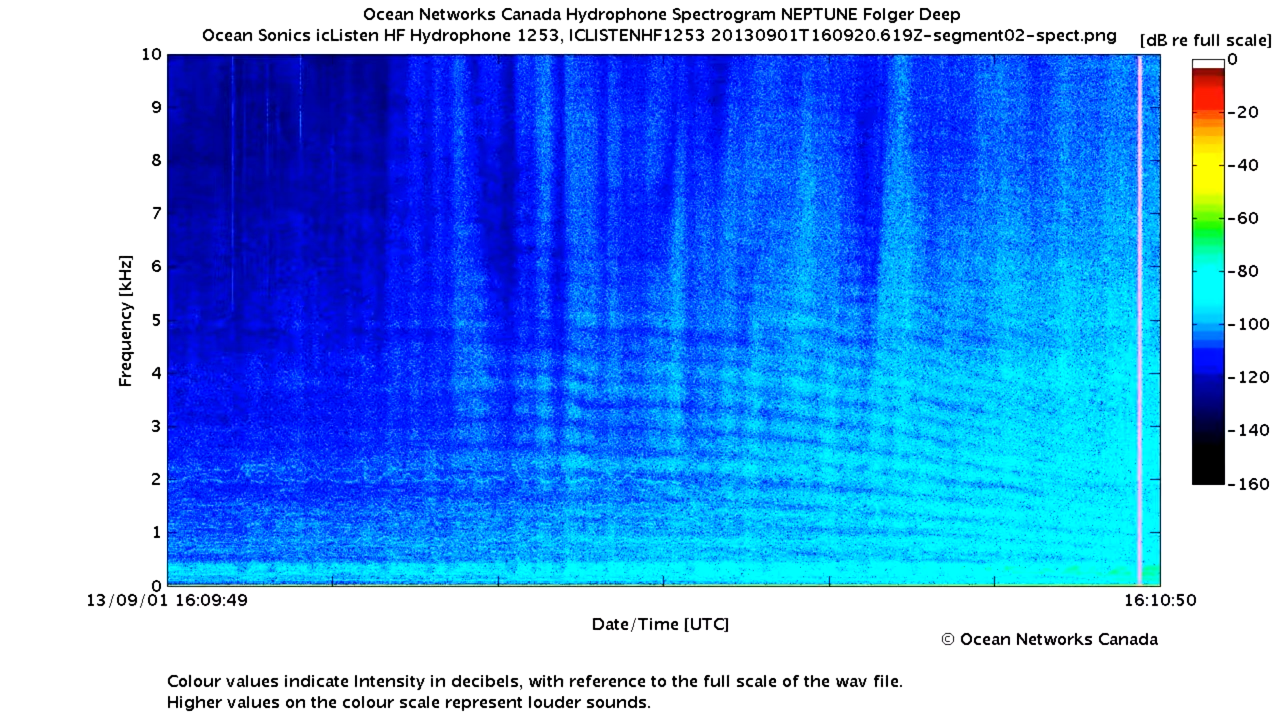 Ocean Networks Canada Hydrophone Spectrogram NEPTUNE Folger Deep
Ocean Sonics icListen HF Hydrophone 1253, ICLISTENHF1253 20130901T160920.619Z-segment02-spect.png
[dB re full scale]
10
9
8
7
6
5
4
3
2
1
0
Frequency [kHz]
0
-20
-40
-60
-80
-100
-120
-140
-160
13/09/01 16:09:49
16:10:50
Date/Time [UTC]
© Ocean Networks Canada
Colour values indicate Intensity in decibels, with reference to the full scale of the wav file.
Higher values on the colour scale represent louder sounds.